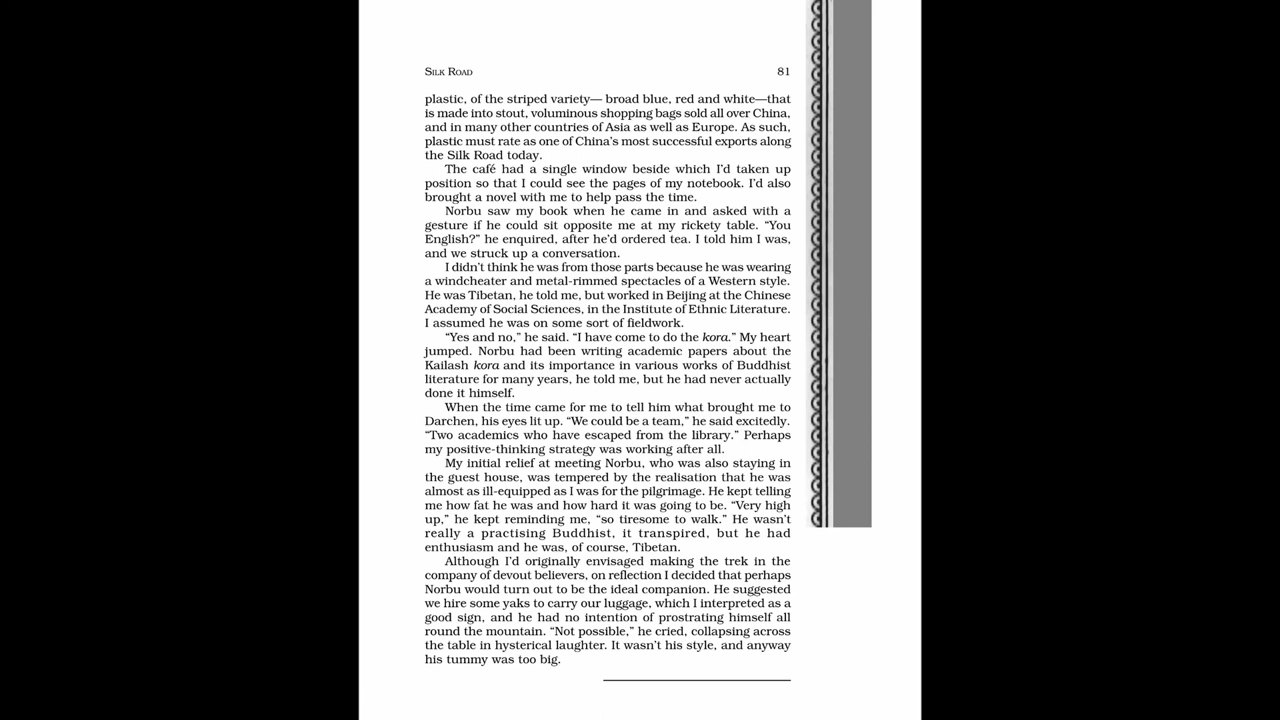 SILK ROAD 81
plastic, of the striped variety— broad blue, red and white—that
is made into stout, voluminous shopping bags sold all over China,
and in many other countries of Asia as well as Europe. As such,
plastic must rate as one of China's most successful exports along
the Silk Road today.
The café had a single window beside which I'd taken up
position so that I could see the pages of my notebook. I'd also
brought a novel with me to help pass the time.
Norbu saw my book when he came in and asked with a
gesture if he could sit opposite me at my rickety table. “You
English?” he enquired, after he'd ordered tea. I told him I was,
and we struck up a conversation.
I didn't think he was from those parts because he was wearing
a windcheater and metal-rimmed spectacles of a Western style.
He was Tibetan, he told me, but worked in Beijing at the Chinese
Academy of Social Sciences, in the Institute of Ethnic Literature.
I assumed he was on some sort of fieldwork.
“Yes and no,” he said. “I have come to do the kora.” My heart
jumped. Norbu had been writing academic papers about the
Kailash kora and its importance in various works of Buddhist
literature for many years, he told me, but he had never actually
done it himself.
When the time came for me to tell him what brought me to
Darchen, his eyes lit up. “We could be a team,” he said excitedly.
“Two academics who have escaped from the library.” Perhaps
my positive-thinking strategy was working after all.
My initial relief at meeting Norbu, who was also staying in
the guest house, was tempered by the realisation that he was
almost as ill-equipped as I was for the pilgrimage. He kept telling
me how fat he was and how hard it was going to be. “Very high
up,” he kept reminding me, “so tiresome to walk.” He wasn't
really a practising Buddhist, it transpired, but he had
enthusiasm and he was, of course, Tibetan.
Although I'd originally envisaged making the trek in the
company of devout believers, on reflection I decided that perhaps
Norbu would turn out to be the ideal companion. He suggested
we hire some yaks to carry our luggage, which I interpreted as a
good sign, and he had no intention of prostrating himself all
round the mountain. “Not possible,” he cried, collapsing across
the table in hysterical laughter. It wasn't his style, and anyway
his tummy was too big.